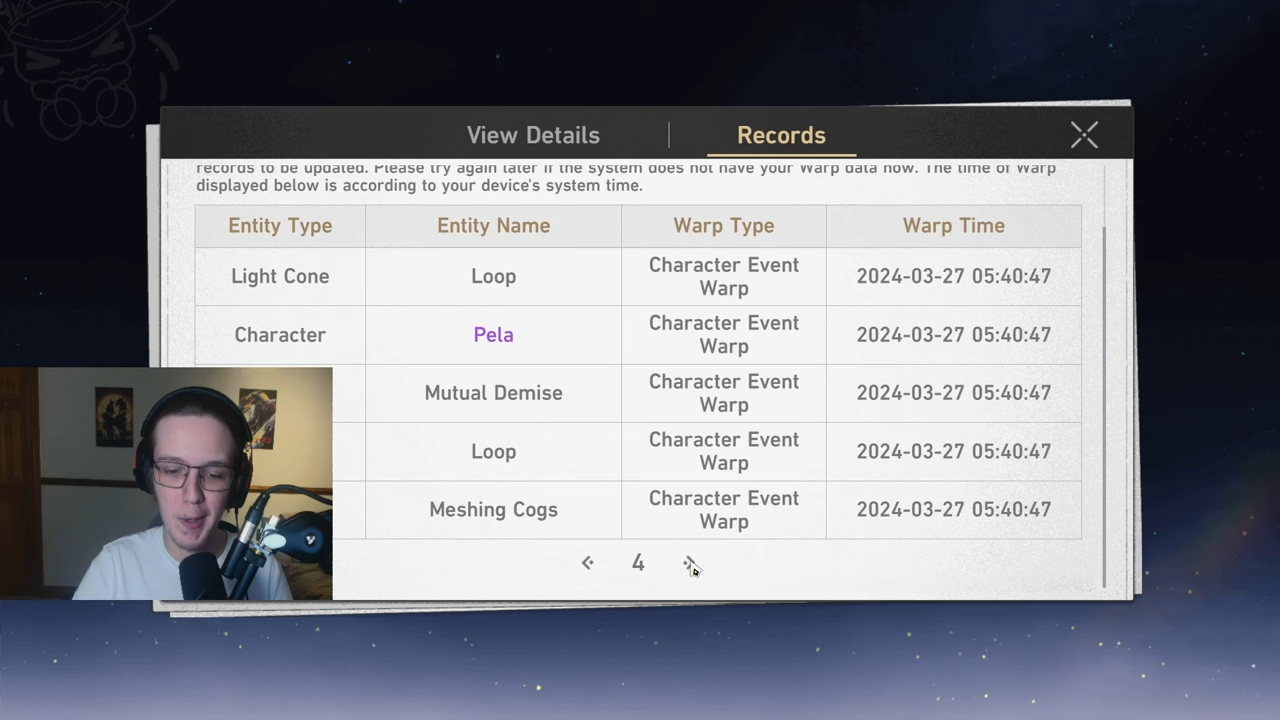 View Details
Records
records to be updated. Please try again later if the system does not have your Warp data now. The time of Warp
displayed below is according to your device's system time.
Entity Type Entity Name Warp Type Warp Time
Light Cone Loop Character Event Warp 2024-03-27 05:40:47
Character Pela Character Event Warp 2024-03-27 05:40:47
Mutual Demise Character Event Warp 2024-03-27 05:40:47
Loop Character Event Warp 2024-03-27 05:40:47
Meshing Cogs Character Event Warp 2024-03-27 05:40:47
4